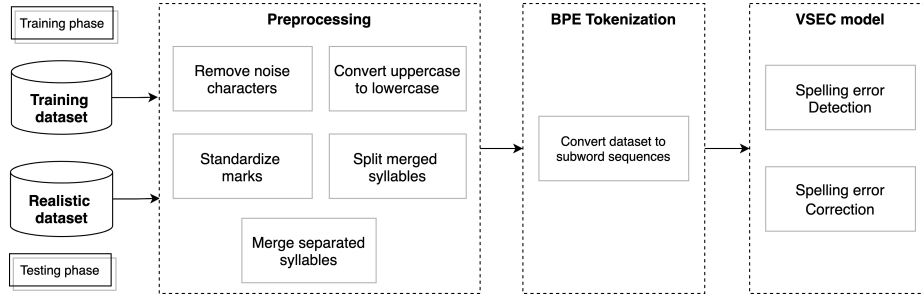 Training phase
Training
dataset
Realistic
dataset
Testing phase
Preprocessing
Remove noise
characters
Convert uppercase
to lowercase
Standardize
marks
Split merged
syllables
Merge separated
syllables
BPE Tokenization
Convert dataset to
subword sequences
VSEC model
Spelling error
Detection
Spelling error
Correction